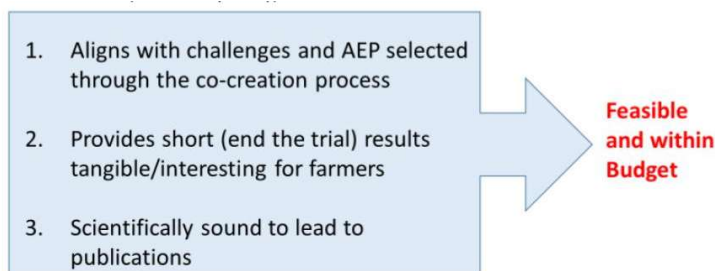 1. Aligns with challenges and AEP selected
through the co-creation process
2. Provides short (end the trial) results
tangible/interesting for farmers
3. Scientifically sound to lead to
publications
Feasible
and within
Budget